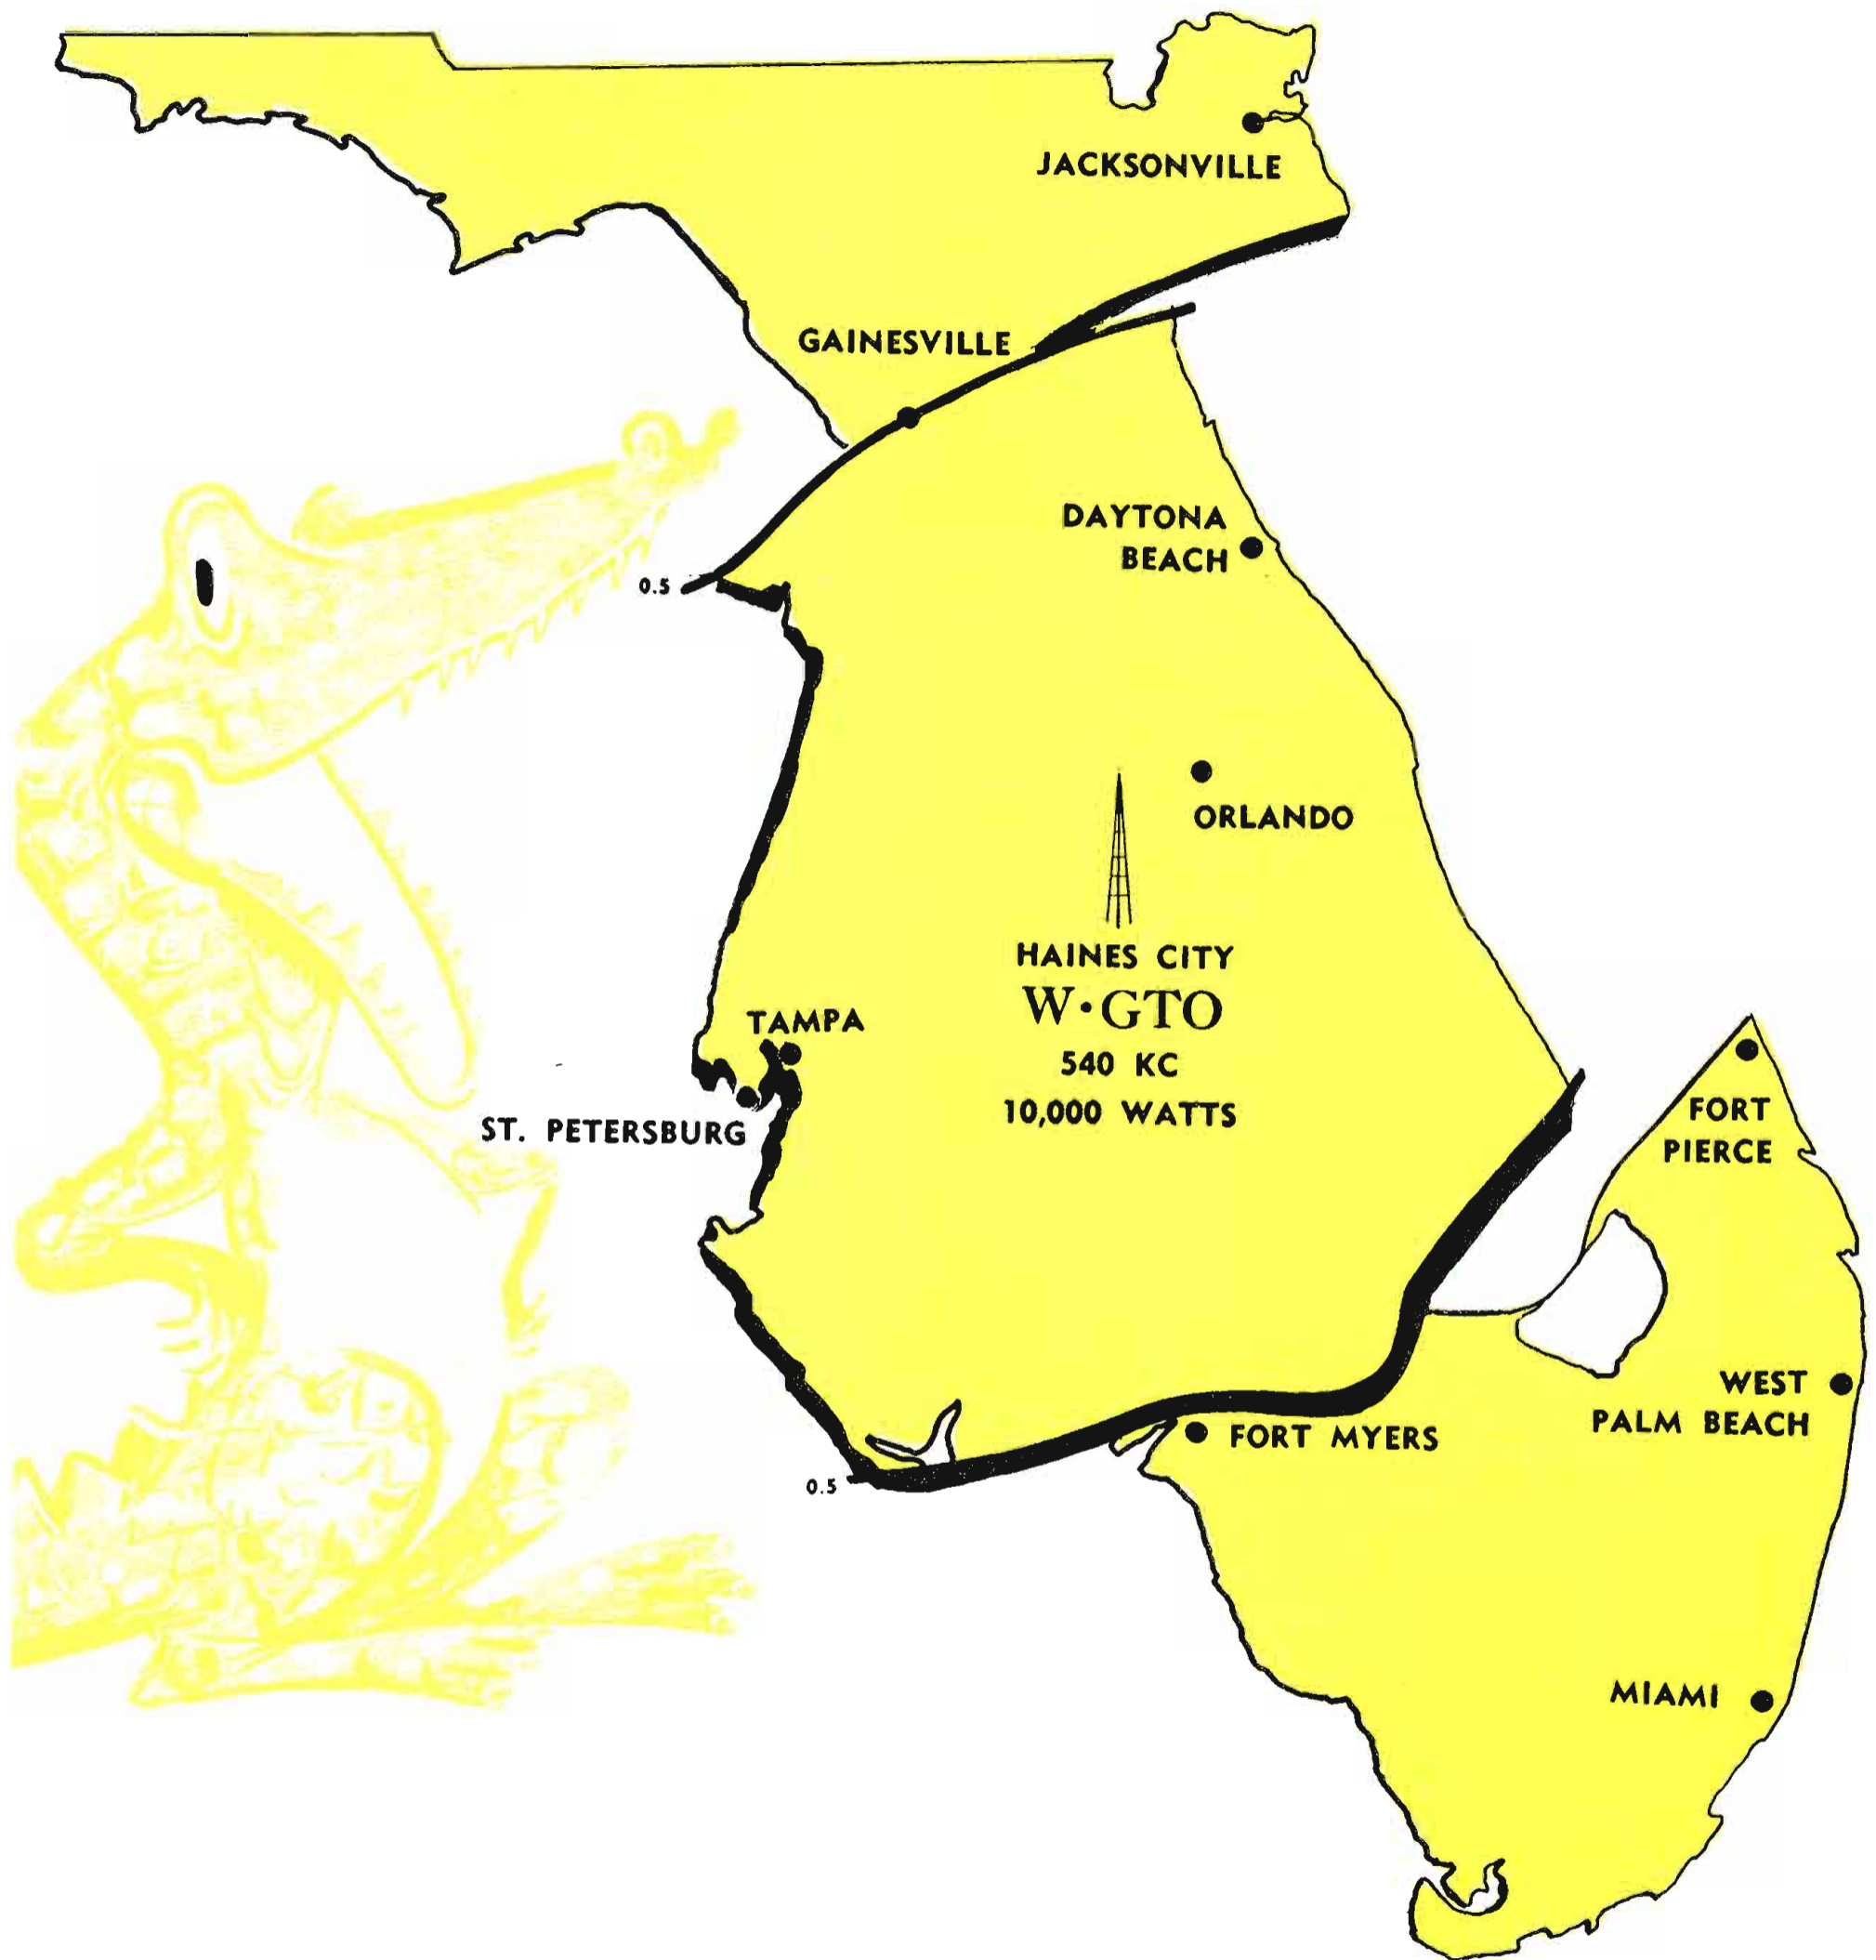 JACKSONVILLE
GAINESVILLE
DAYTONA
BEACH
0.5
ORLANDO
HAINES CITY
W·GTO
540 KC
10,000 WATTS
TAMPA
ST. PETERSBURG
FORT
PIERCE
WEST
PALM BEACH
FORT MYERS
0.5
MIAMI